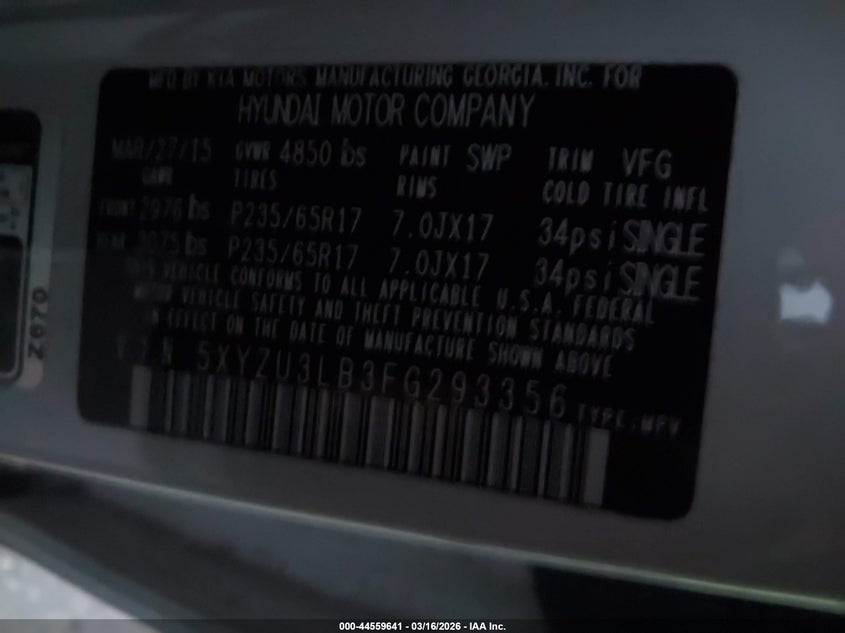 MFD BY KIA MOTORS MANUFACTURING GEORGIA, INC. FOR
HYUNDAI MOTOR COMPANY
MAR/27/15 GVWR 4850 lbs PAINT SWP TRIM VFG
GAWR TIRES RIMS COLD TIRE INFL
FRONT 2976 lbs P235/65R17 7.0JX17 34psi SINGLE
REAR lbs P235/65R17 7.0JX17 34psi SINGLE
THIS VEHICLE CONFORMS TO ALL APPLICABLE U.S.A. FEDERAL
MOTOR VEHICLE SAFETY AND THEFT PREVENTION STANDARDS
IN EFFECT ON THE DATE OF MANUFACTURE SHOWN ABOVE
VIN 5XYZU3LB3FG293356 TYPE:MPV
Z070
000-44559641 - 03/16/2026 - IAA Inc.